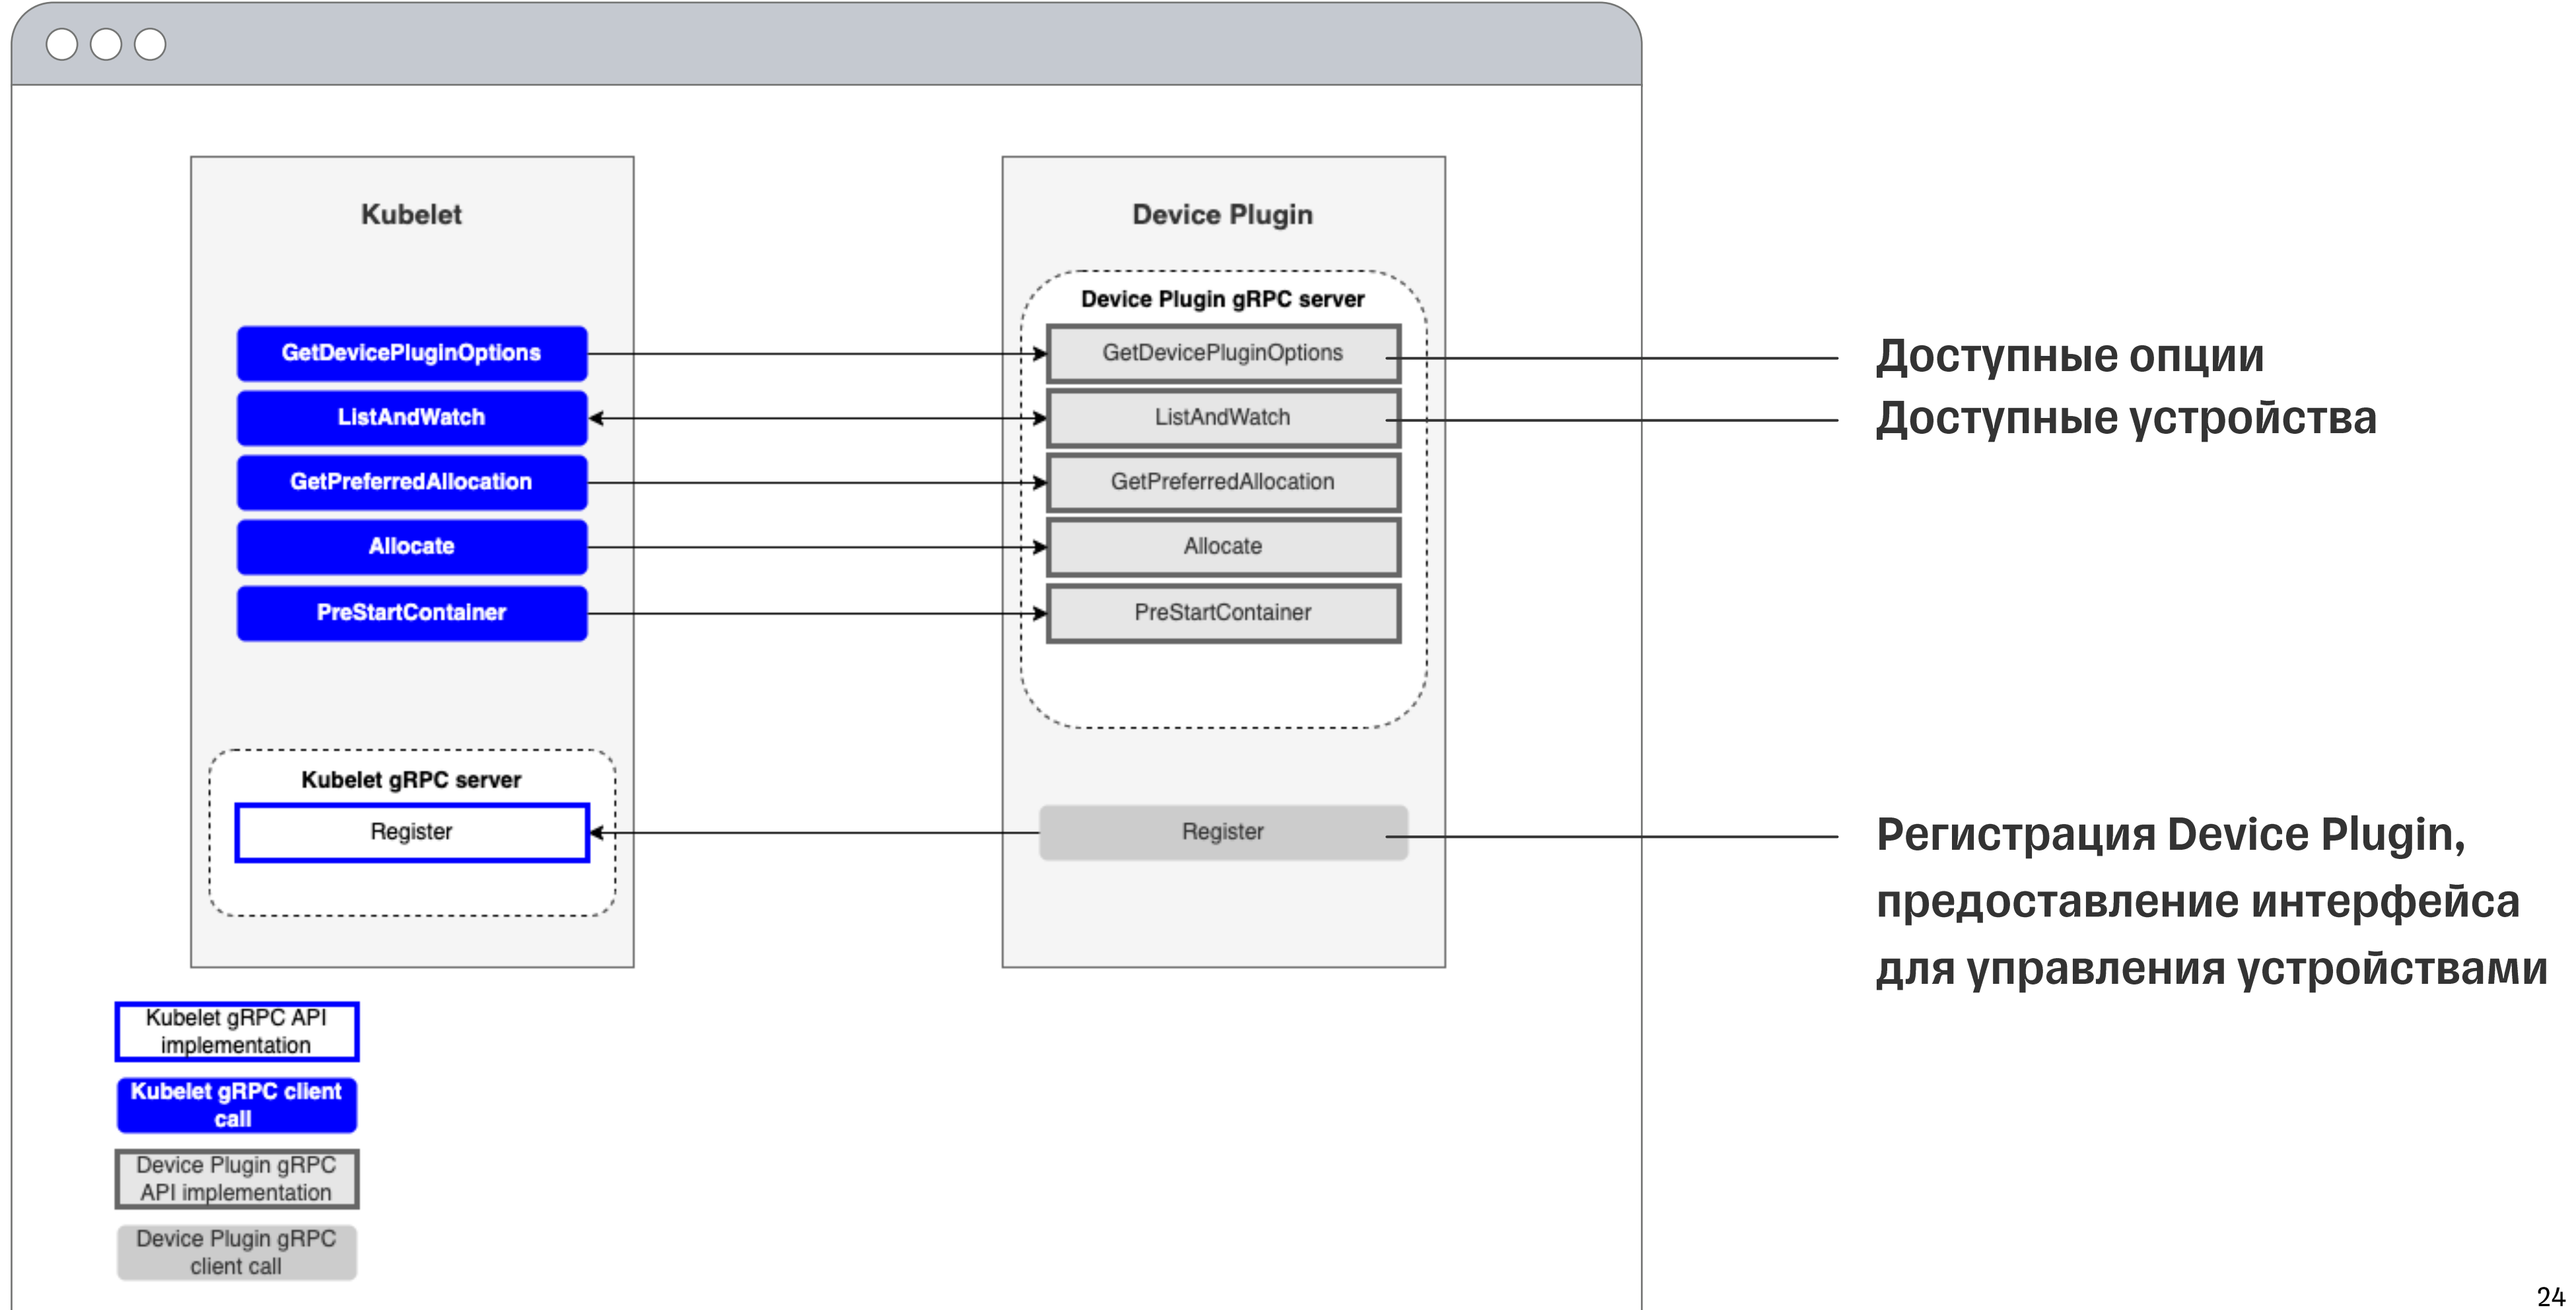 Kubelet
GetDevicePluginOptions
ListAndWatch
GetPreferredAllocation
Allocate
PreStartContainer
Kubelet gRPC server
Register
Device Plugin
Device Plugin gRPC server
GetDevicePluginOptions
ListAndWatch
GetPreferredAllocation
Allocate
PreStartContainer
Register
Доступные опции
Доступные устройства
Регистрация Device Plugin,
предоставление интерфейса
для управления устройствами
Kubelet gRPC API
implementation
Kubelet gRPC client
call
Device Plugin gRPC
API implementation
Device Plugin gRPC
client call
24